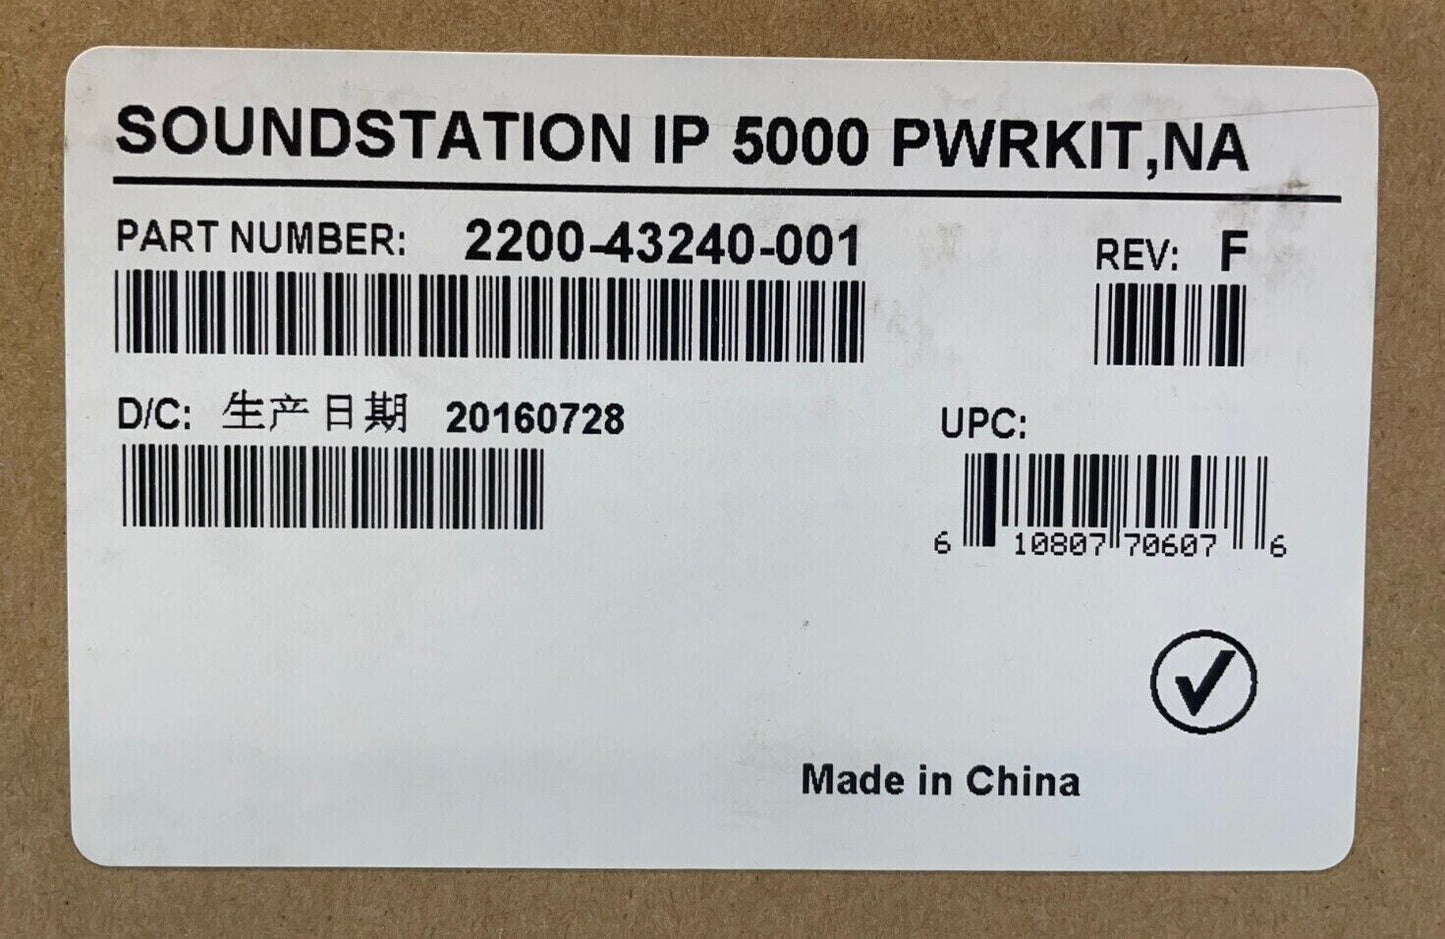 SOUNDSTATION IP 5000 PWRKIT,NA
PART NUMBER: 2200-43240-001
REV: F
D/C: 生产日期 20160728
UPC:
6 10807 70607 6
Made in China